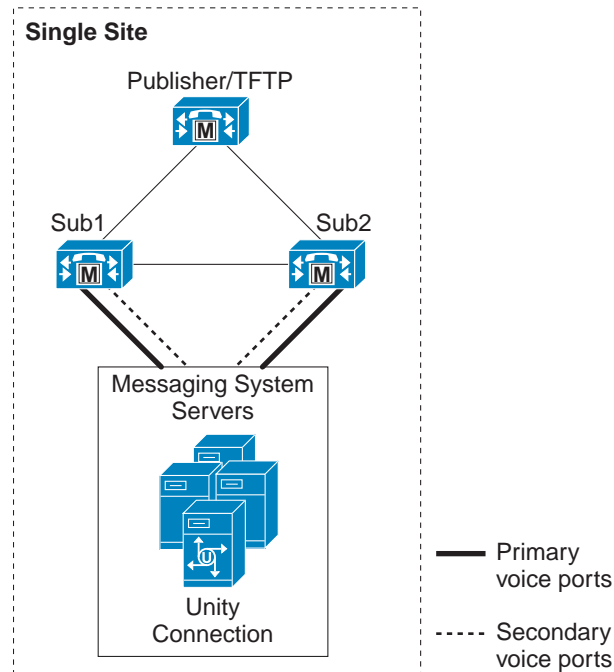 Single Site
Publisher/TFTP
M
Sub1
Sub2
M
M
Messaging System
Servers
U
Unity
Connection
Primary
voice ports
Secondary
voice ports